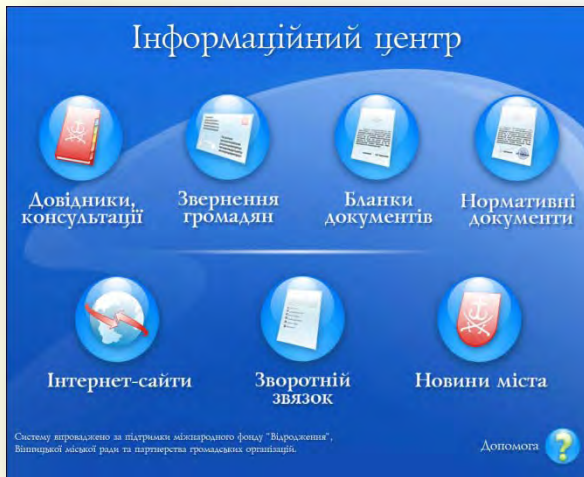 Інформаційний центр
Довідники,
консультації
Звернення
громадян
Бланки
документів
Нормативні
документи
Інтернет-сайти
Зворотній
звязок
Новини міста
Систему впроваджено за підтримки міжнародного фонду "Відродження",
Вінницької міської ради та партнерства громадських організацій.
Допомога
?